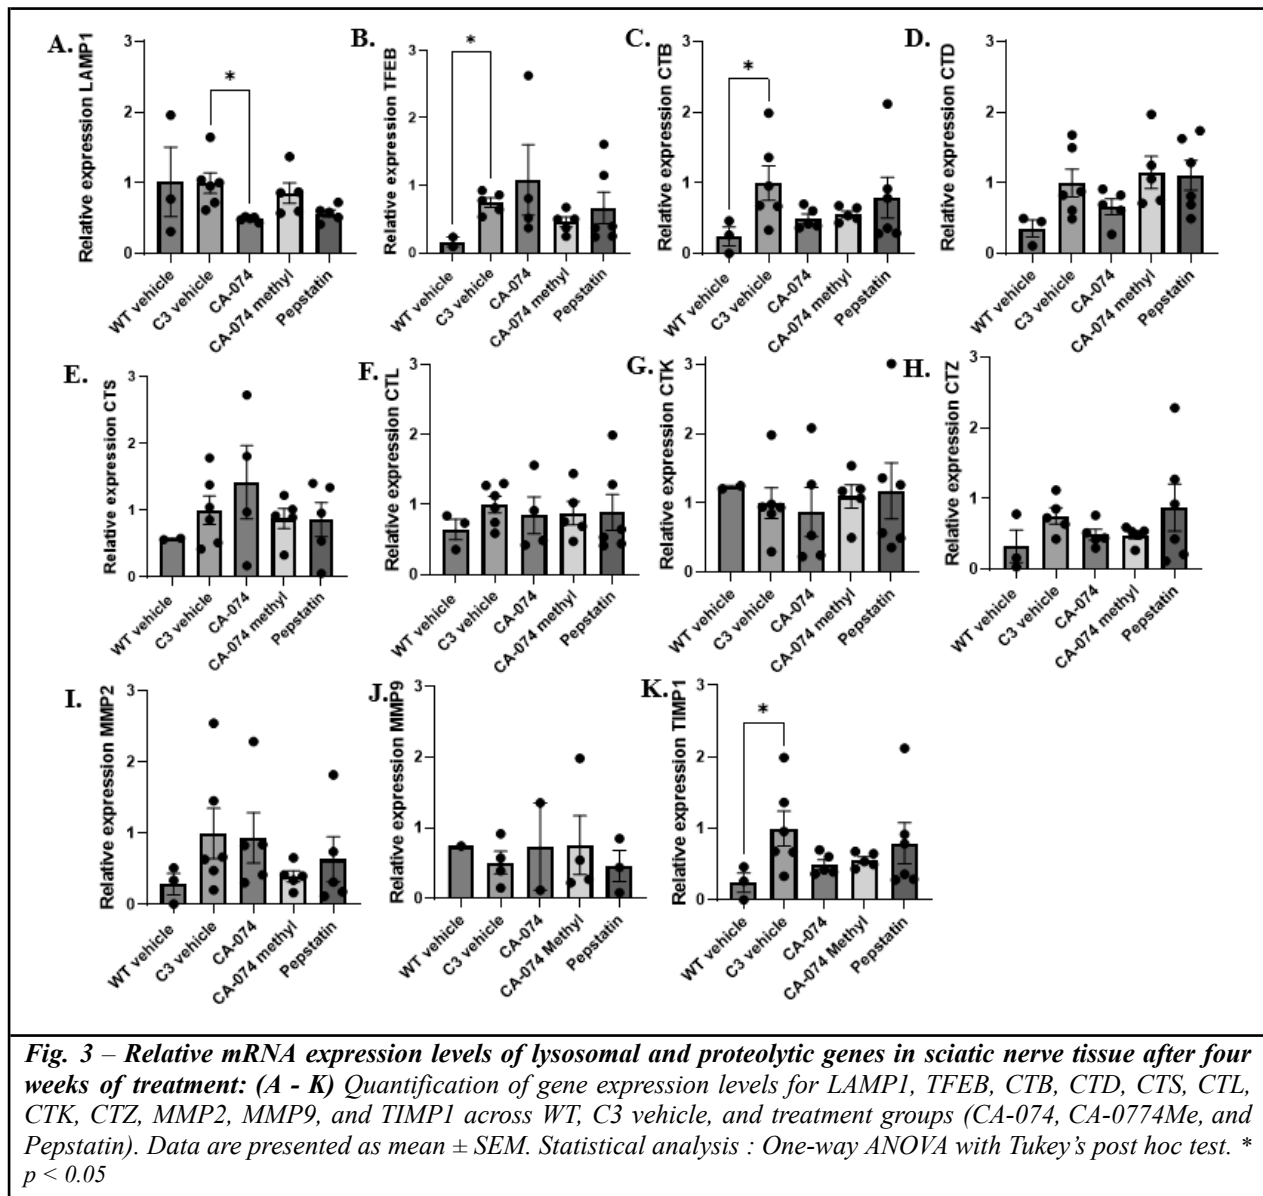 A.
Relative expression LAMP1
3
2
1
0
*
WT vehicle
C3 vehicle
CA-074
CA-074 methyl
Pepstatin
B.
Relative expression TFEB
3
2
1
0
*
WT vehicle
C3 vehicle
CA-074
CA-074 methyl
Pepstatin
C.
Relative expression CTB
3
2
1
0
*
WT vehicle
C3 vehicle
CA-074
CA-074 methyl
Pepstatin
D.
Relative expression CTD
3
2
1
0
WT vehicle
C3 vehicle
CA-074
CA-074 methyl
Pepstatin
E.
Relative expression CTS
3
2
1
0
WT vehicle
C3 vehicle
CA-074
CA-074 methyl
Pepstatin
F.
Relative expression CTL
3
2
1
0
WT vehicle
C3 vehicle
CA-074
CA-074 methyl
Pepstatin
G.
Relative expression CTK
3
2
1
0
WT vehicle
C3 vehicle
CA-074
CA-074 methyl
Pepstatin
H.
Relative expression CTZ
3
2
1
0
WT vehicle
C3 vehicle
CA-074
CA-074 methyl
Pepstatin
I.
Relative expression MMP2
3
2
1
0
WT vehicle
C3 vehicle
CA-074
CA-074 methyl
Pepstatin
J.
Relative expression MMP9
3
2
1
0
WT vehicle
C3 vehicle
CA-074
CA-074 Methyl
Pepstatin
K.
Relative expression TIMP1
3
2
1
0
*
WT vehicle
C3 vehicle
CA-074
CA-074 Methyl
Pepstatin
Fig. 3 – Relative mRNA expression levels of lysosomal and proteolytic genes in sciatic nerve tissue after four
weeks of treatment: (A - K) Quantification of gene expression levels for LAMP1, TFEB, CTB, CTD, CTS, CTL,
CTK, CTZ, MMP2, MMP9, and TIMP1 across WT, C3 vehicle, and treatment groups (CA-074, CA-0774Me, and
Pepstatin). Data are presented as mean ± SEM. Statistical analysis : One-way ANOVA with Tukey's post hoc test. *
p < 0.05